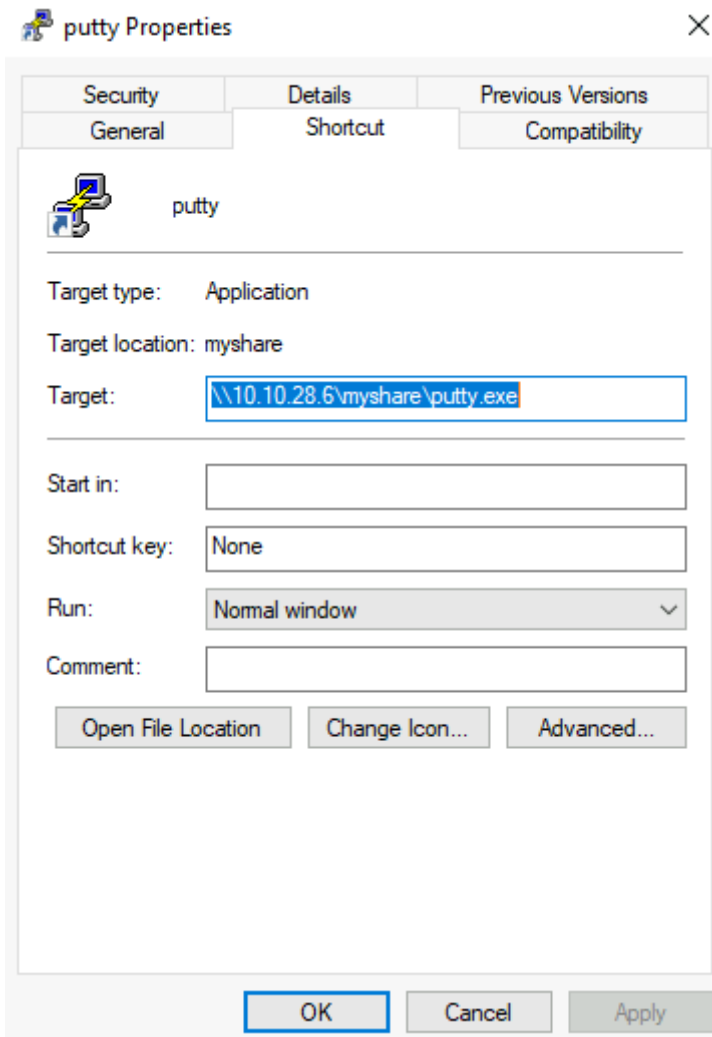 putty Properties
Security Details Previous Versions
General Shortcut Compatibility
putty
Target type: Application
Target location: myshare
Target: \\10.10.28.6\myshare\putty.exe
Start in:
Shortcut key: None
Run: Normal window
Comment:
Open File Location Change Icon... Advanced...
OK Cancel Apply